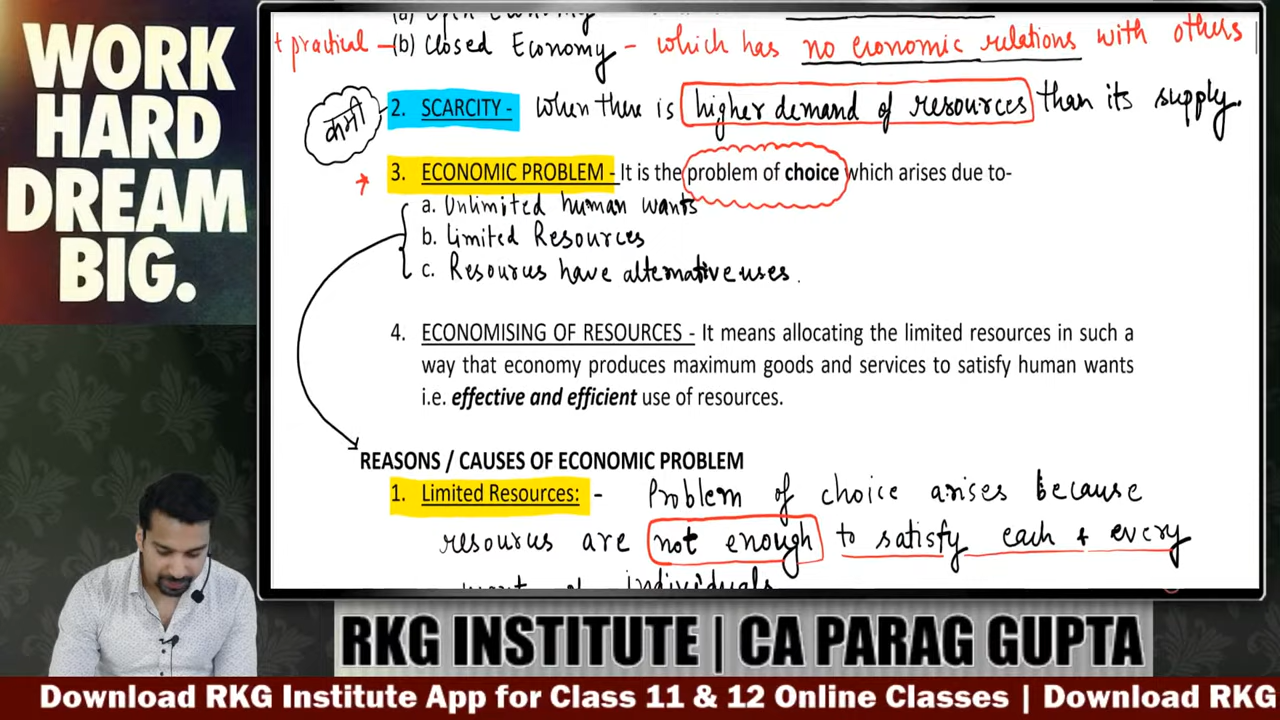 WORK
HARD
DREAM
BIG.
(a) Open Economy
t practical - (b) Closed Economy - which has no economic relations with others
कमी
2. SCARCITY - When there is higher demand of resources than its supply.
3. ECONOMIC PROBLEM - It is the problem of choice which arises due to-
a. Unlimited human wants
b. Limited Resources
c. Resources have alternative uses.
4. ECONOMISING OF RESOURCES - It means allocating the limited resources in such a
way that economy produces maximum goods and services to satisfy human wants
i.e. effective and efficient use of resources.
REASONS / CAUSES OF ECONOMIC PROBLEM
1. Limited Resources: - Problem of choice arises because
resources are not enough to satisfy each & every
want of individuals
RKG INSTITUTE | CA PARAG GUPTA
Download RKG Institute App for Class 11 & 12 Online Classes | Download RKG